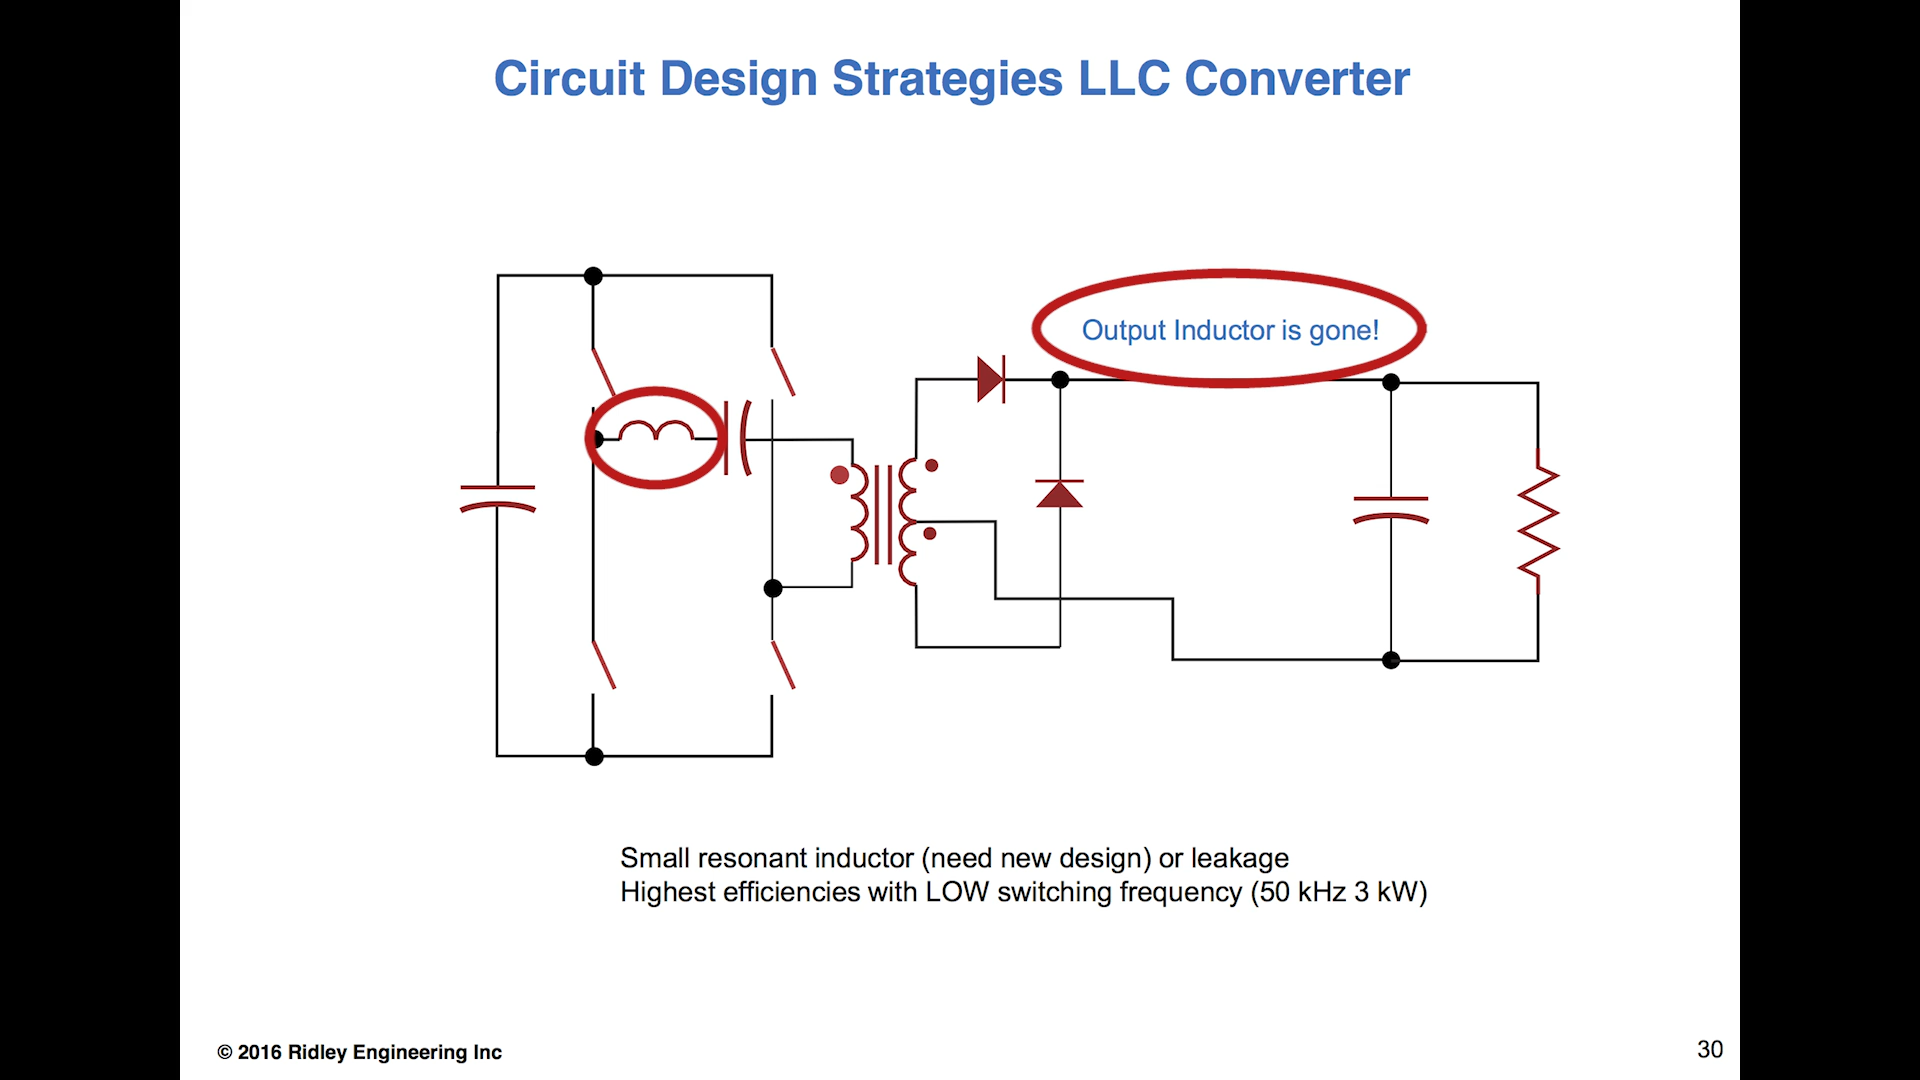 Circuit Design Strategies LLC Converter
Output Inductor is gone!
Small resonant inductor (need new design) or leakage
Highest efficiencies with LOW switching frequency (50 kHz 3 kW)
© 2016 Ridley Engineering Inc
30